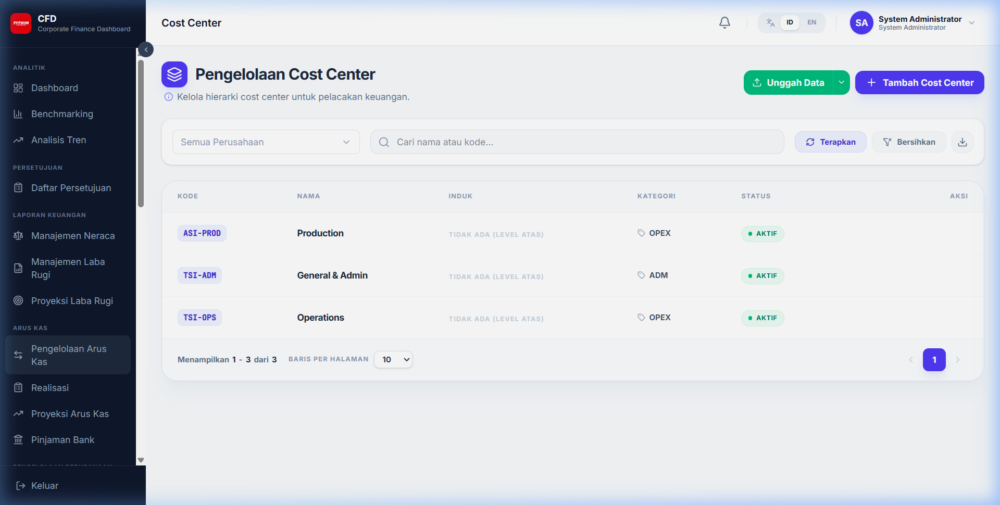 CFD
Corporate Finance Dashboard
ANALITIK
Dashboard
Benchmarking
Analisis Tren
PERSETUJUAN
Daftar Persetujuan
LAPORAN KEUANGAN
Manajemen Neraca
Manajemen Laba
Rugi
Proyeksi Laba Rugi
ARUS KAS
Pengelolaan Arus
Kas
Realisasi
Proyeksi Arus Kas
Pinjaman Bank
Keluar
Cost Center
ID EN
SA
System Administrator
System Administrator
Pengelolaan Cost Center
Kelola hierarki cost center untuk pelacakan keuangan.
Unggah Data
Tambah Cost Center
Semua Perusahaan
Cari nama atau kode...
Terapkan
Bersihkan
KODE NAMA INDUK KATEGORI STATUS AKSI
ASI-PROD Production TIDAK ADA (LEVEL ATAS) OPEX AKTIF
TSI-ADM General & Admin TIDAK ADA (LEVEL ATAS) ADM AKTIF
TSI-OPS Operations TIDAK ADA (LEVEL ATAS) OPEX AKTIF
Menampilkan 1 - 3 dari 3 BARIS PER HALAMAN 10 1